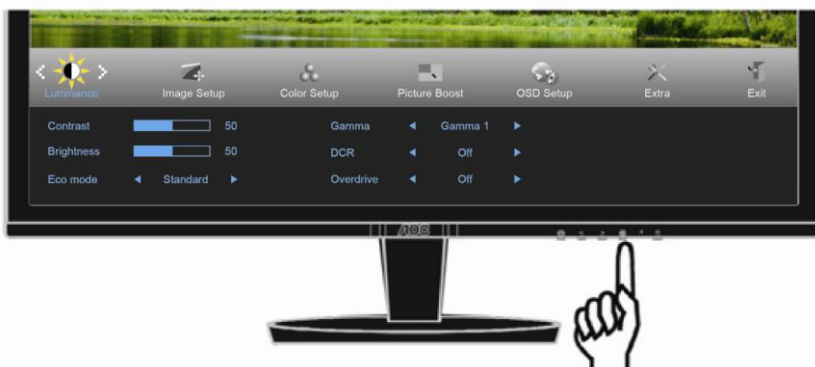 Luminance Image Setup Color Setup Picture Boost OSD Setup Extra Exit
Contrast 50 Gamma Gamma 1
Brightness 50 DCR Off
Eco mode Standard Overdrive Off
AOC